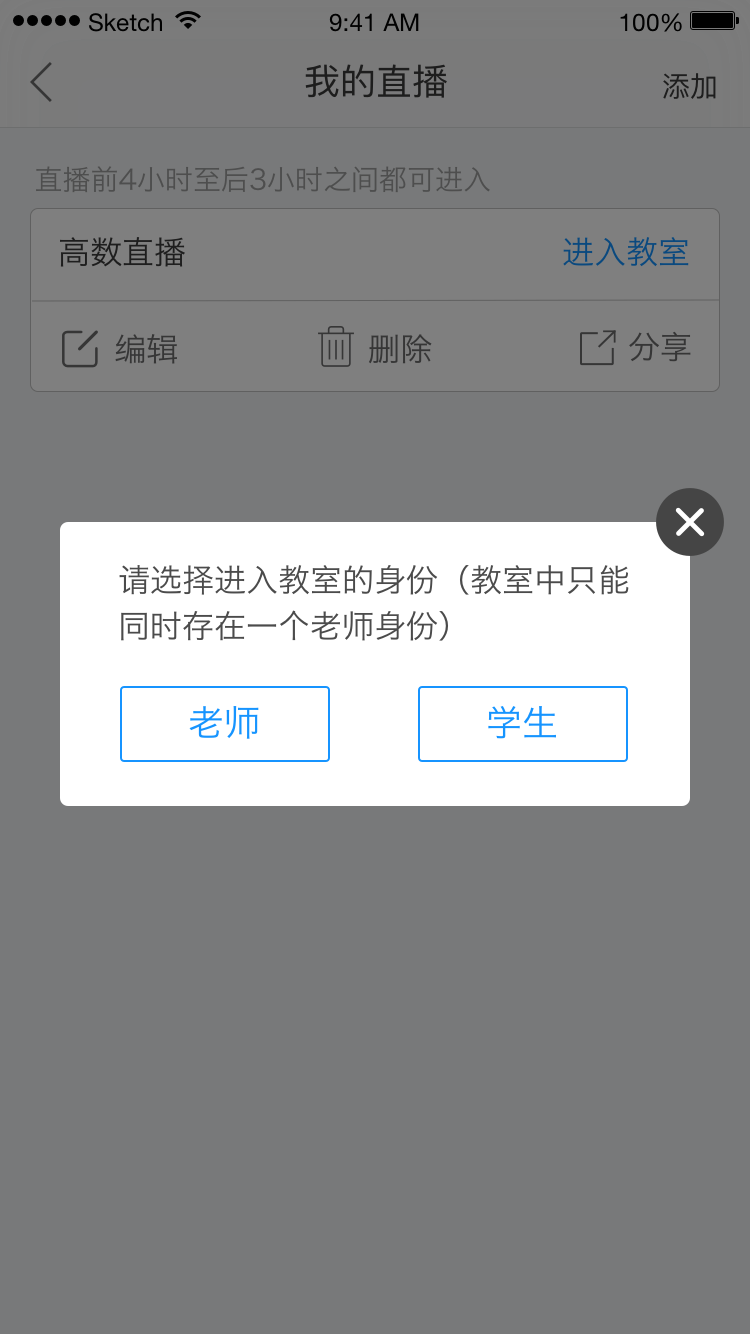 Sketch 9:41 AM 100%
我的直播
添加
直播前4小时至后3小时之间都可进入
高数直播 进入教室
编辑 删除 分享
请选择进入教室的身份（教室中只能
同时存在一个老师身份）
老师 学生